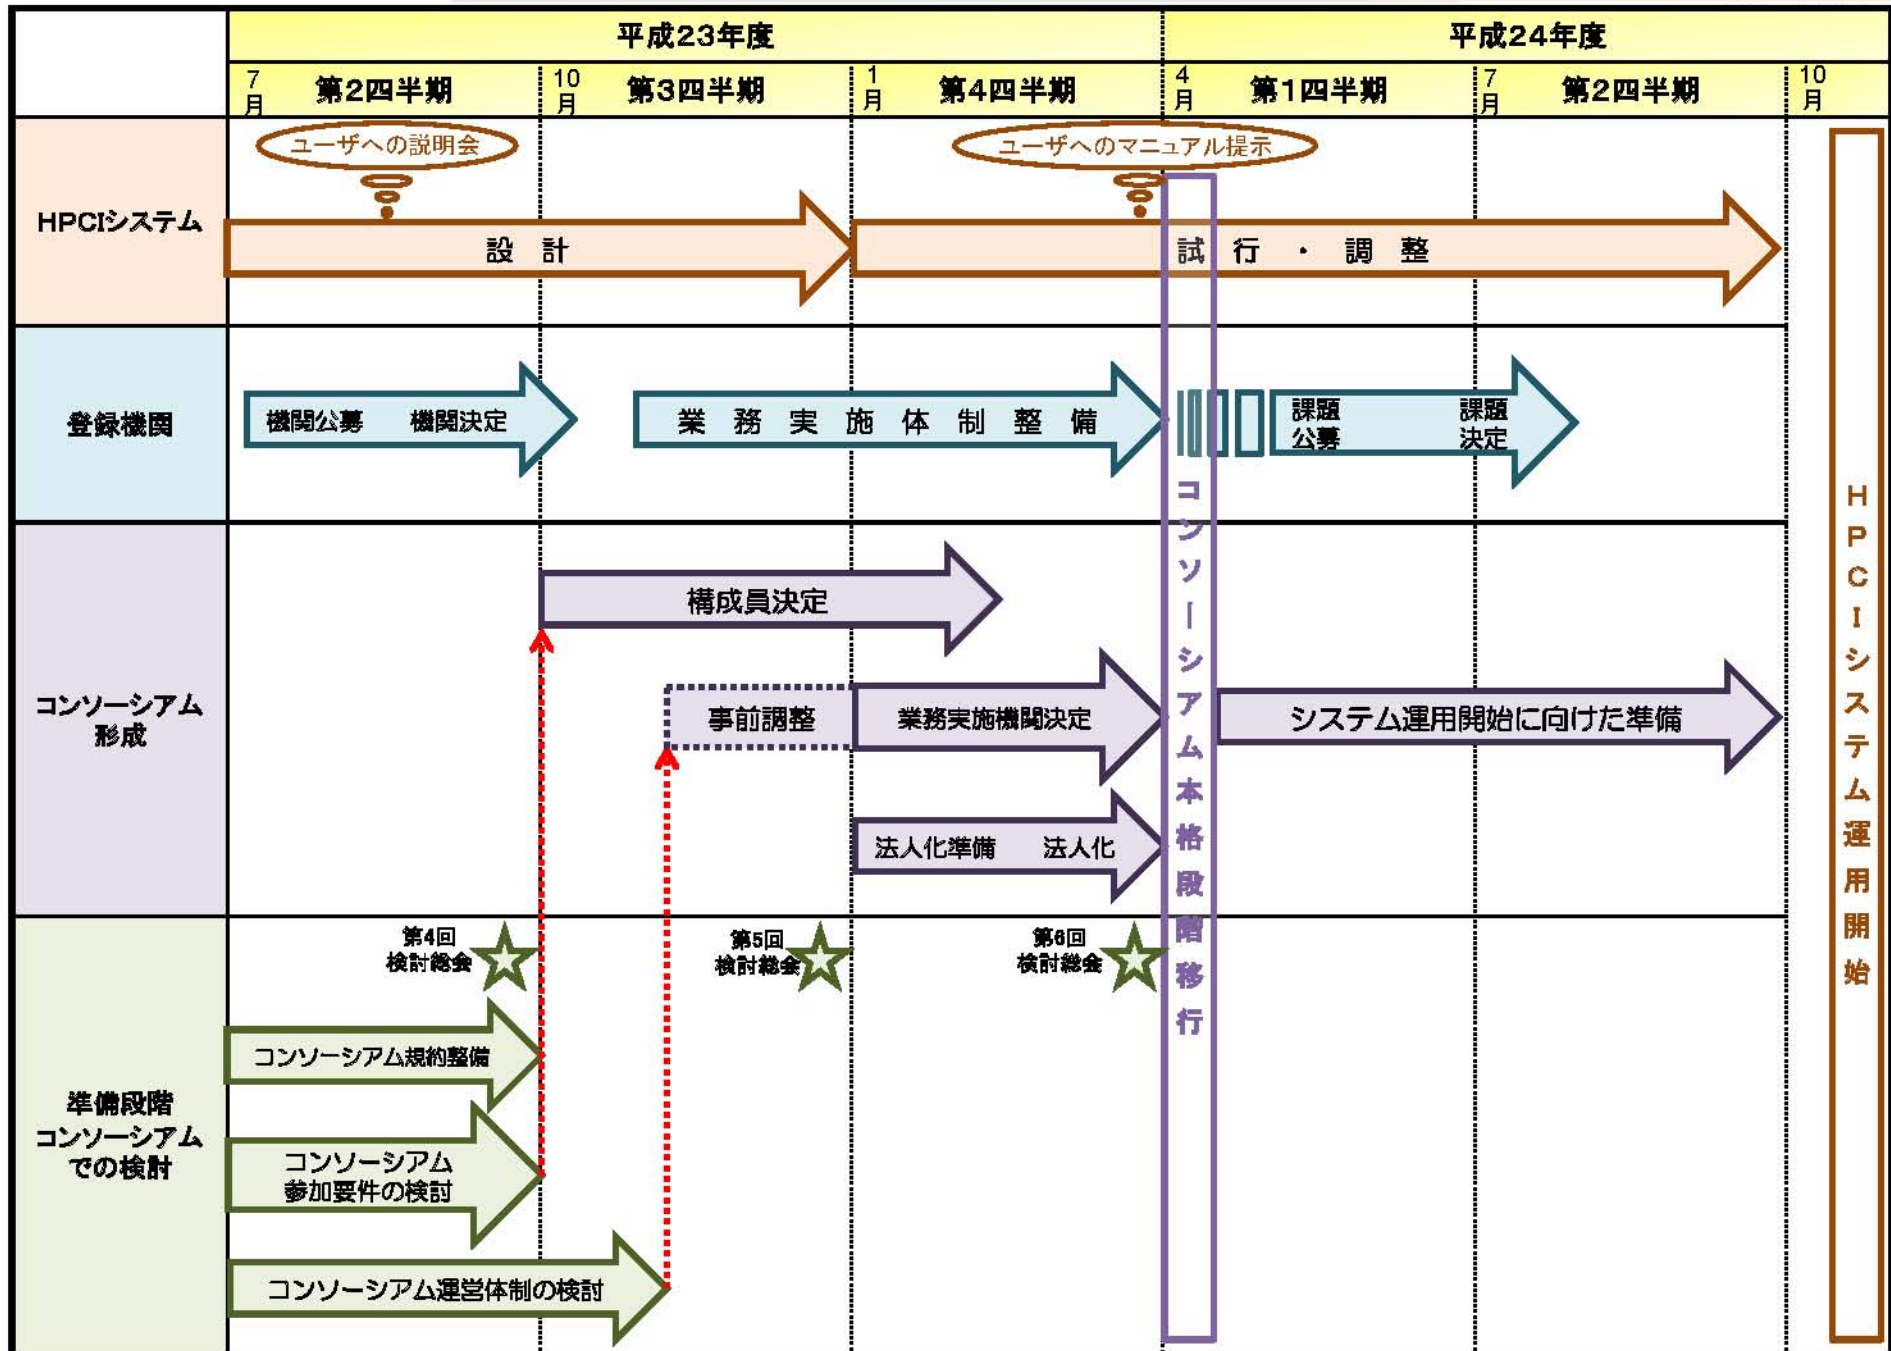 平成23年度
平成24年度
7月
第2四半期
10月
第3四半期
1月
第4四半期
4月
第1四半期
7月
第2四半期
10月
HPCIシステム
ユーザへの説明会
ユーザへのマニュアル提示
設計
試行・調整
登録機関
機関公募 機関決定
業務実施体制整備
課題 課題
公募 決定
コンソーシアム
形成
構成員決定
事前調整
業務実施機関決定
システム運用開始に向けた準備
法人化準備 法人化
コンソーシアム本格段階移行
HPCIシステム運用開始
準備段階
コンソーシアム
での検討
第4回
検討総会
第5回
検討総会
第6回
検討総会
コンソーシアム規約整備
コンソーシアム
参加要件の検討
コンソーシアム運営体制の検討